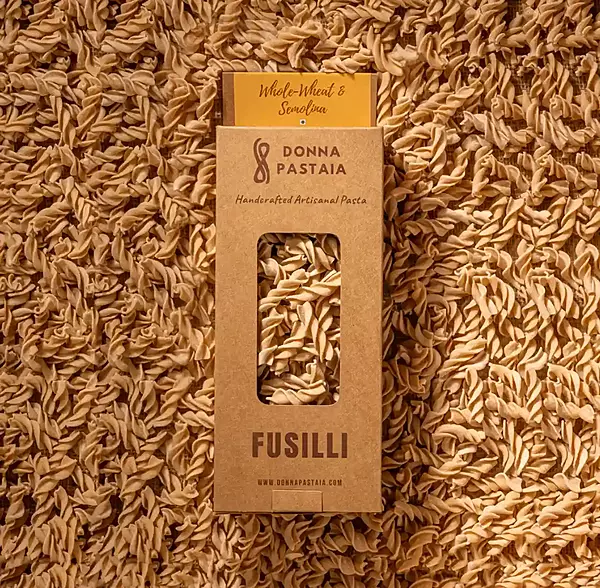 Whole-Wheat &
Semolina
DONNA
PASTAIA
Handcrafted Artisanal Pasta
FUSILLI
WWW.DONNAPASTAIA.COM